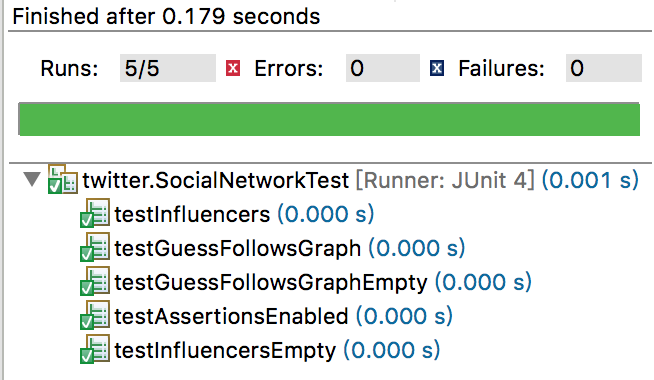 Finished after 0.179 seconds
Runs: 5/5 Errors: 0 Failures: 0
twitter.SocialNetworkTest [Runner: JUnit 4] (0.001 s)
testInfluencers (0.000 s)
testGuessFollowsGraph (0.000 s)
testGuessFollowsGraphEmpty (0.000 s)
testAssertionsEnabled (0.000 s)
testInfluencersEmpty (0.000 s)